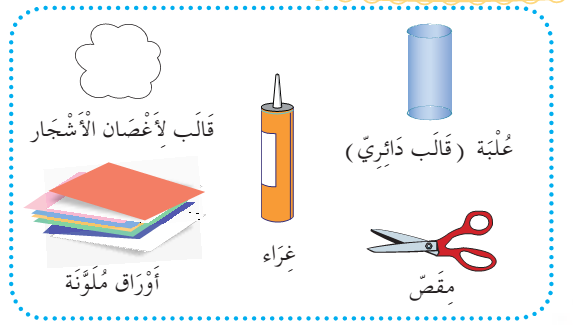 قَالَب لِأَغْصَان الْأَشْجَار
عُلْبَة (قَالَب دَائِرِيّ)
غِرَاء
أَوْرَاق مُلَوَّنَة
مِقَصّ